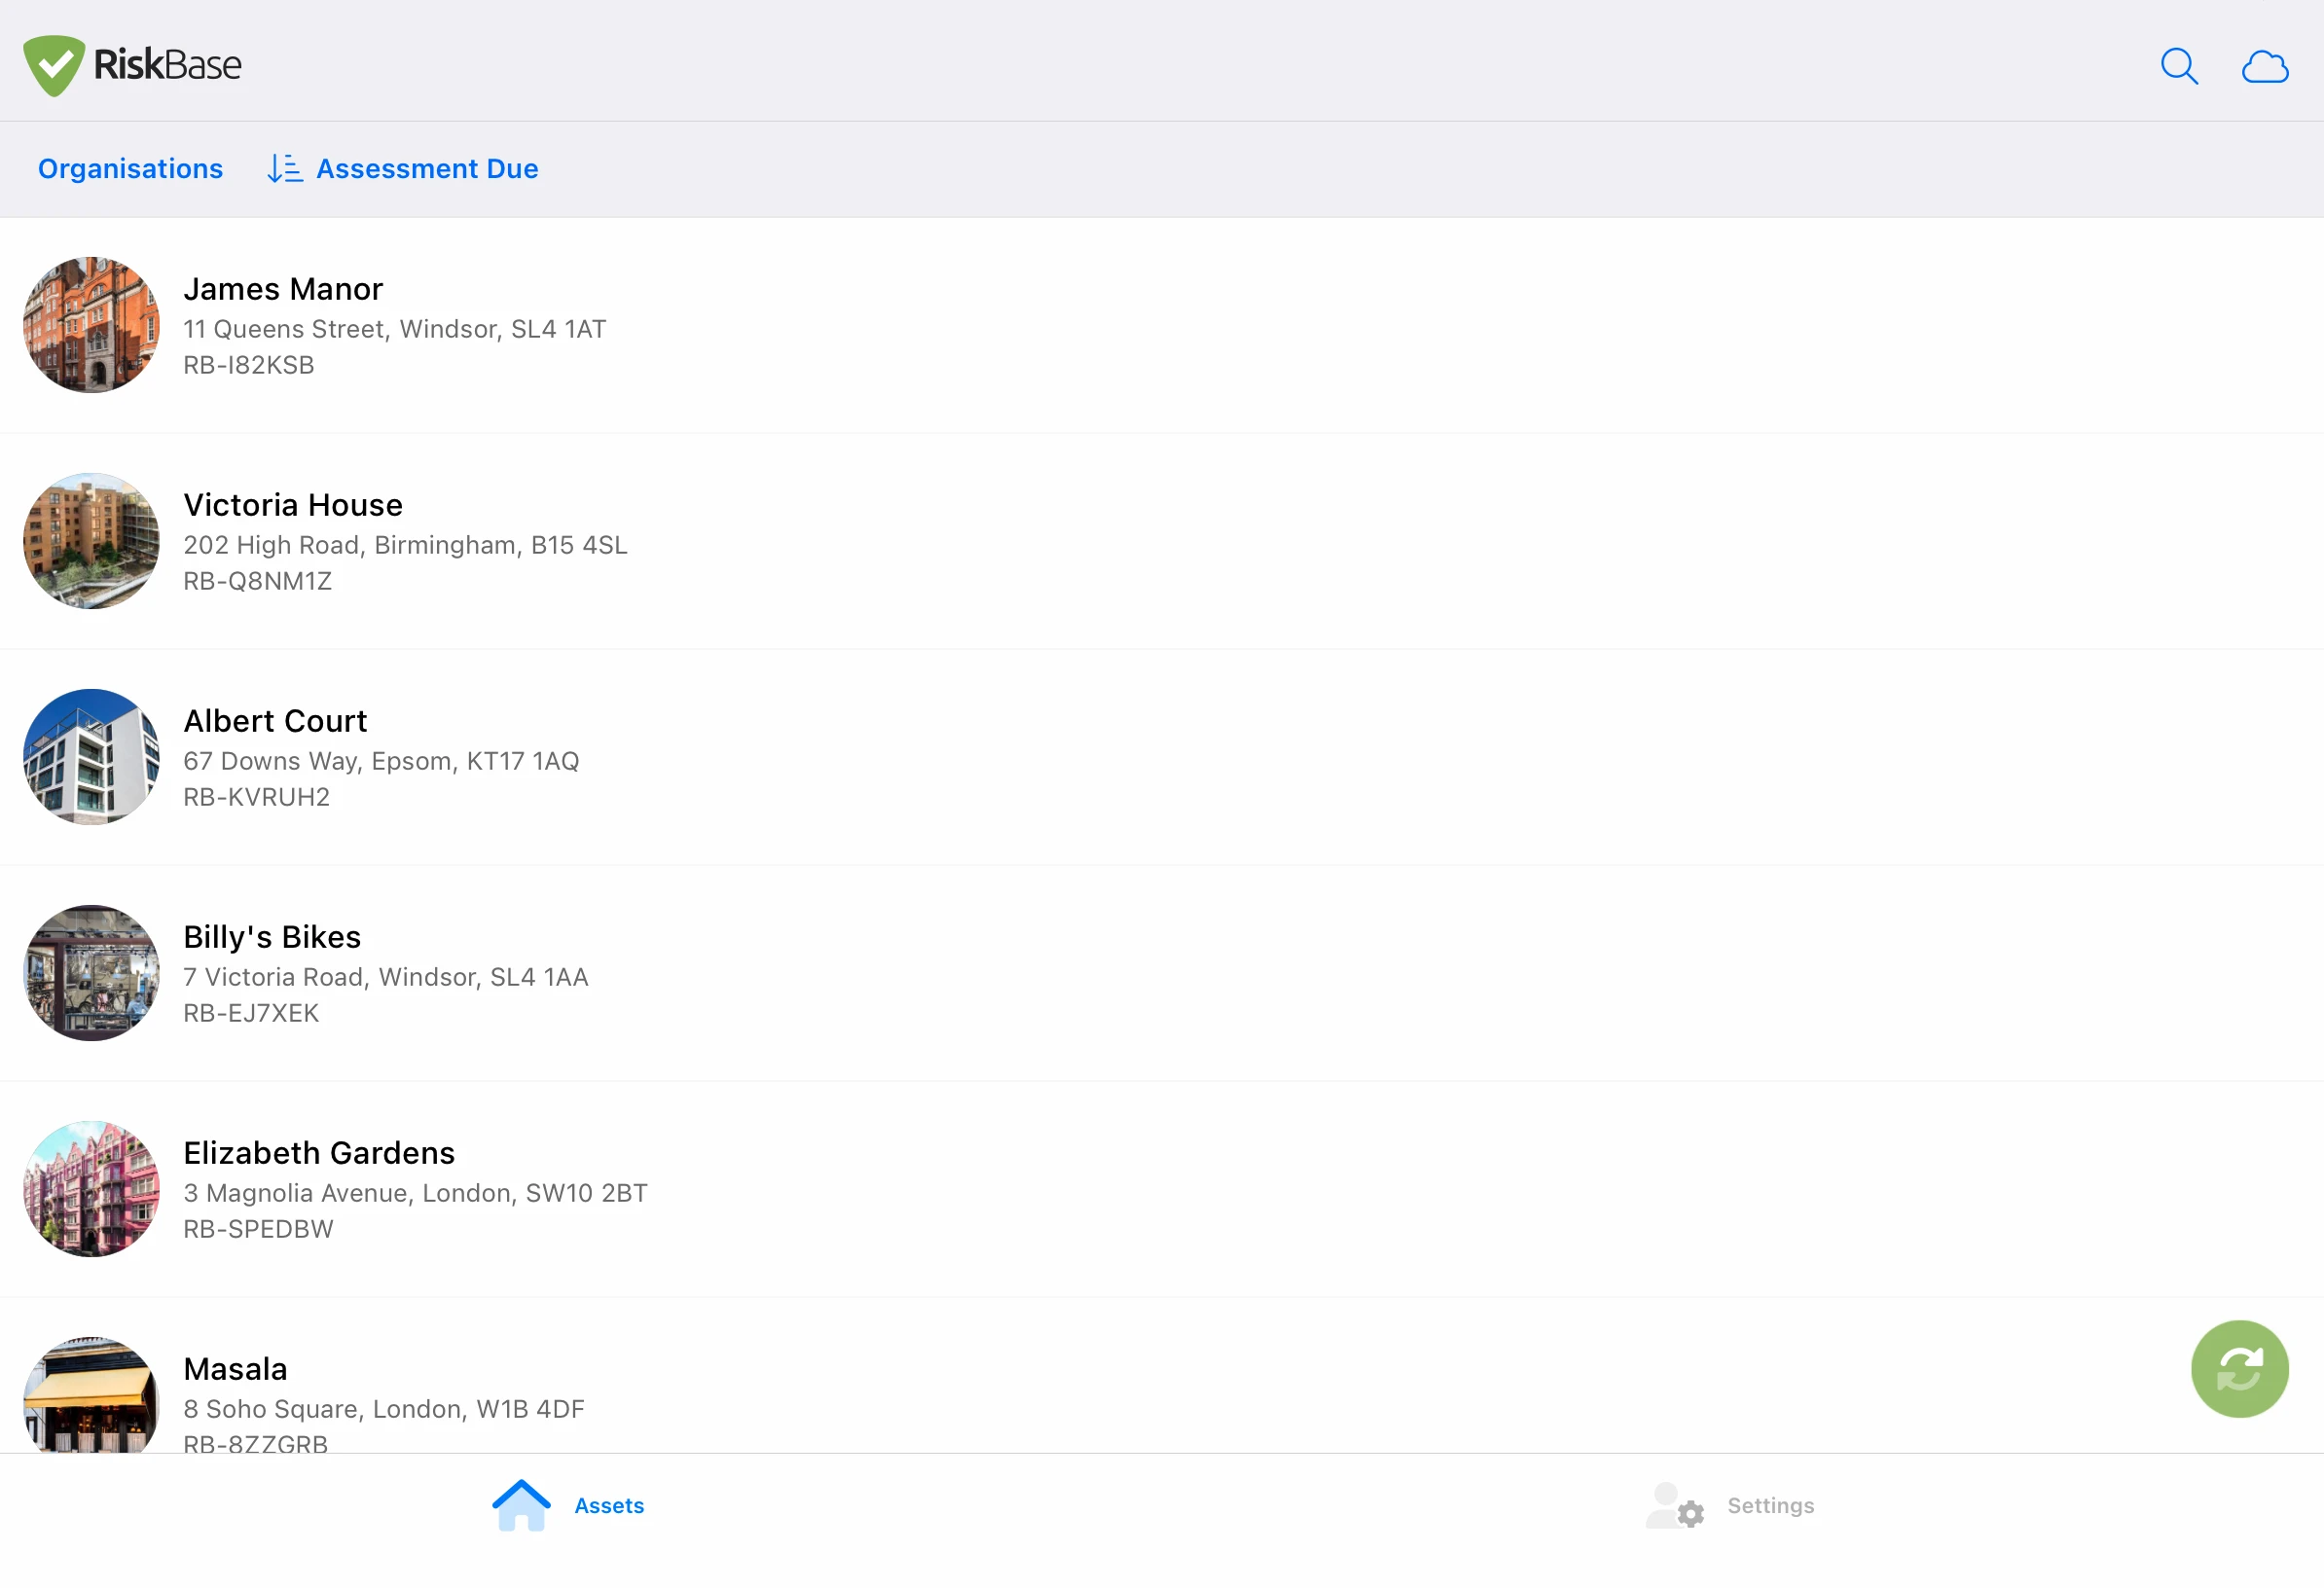 RiskBase
Organisations
Assessment Due
James Manor
11 Queens Street, Windsor, SL4 1AT
RB-I82KSB
Victoria House
202 High Road, Birmingham, B15 4SL
RB-Q8NM1Z
Albert Court
67 Downs Way, Epsom, KT17 1AQ
RB-KVRUH2
Billy's Bikes
7 Victoria Road, Windsor, SL4 1AA
RB-EJ7XEK
Elizabeth Gardens
3 Magnolia Avenue, London, SW10 2BT
RB-SPEDBW
Masala
8 Soho Square, London, W1B 4DF
RB-8ZZGRB
Assets
Settings